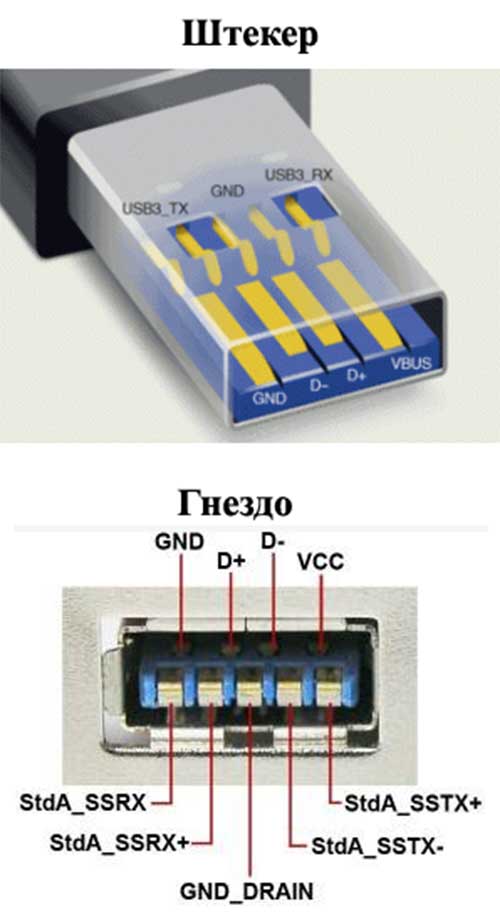 Штекер
USB3_TX GND USB3_RX
GND D- D+ VBUS
Гнездо
GND D+ D- VCC
StdA_SSRX StdA_SSTX+
StdA_SSRX+ StdA_SSTX-
GND_DRAIN